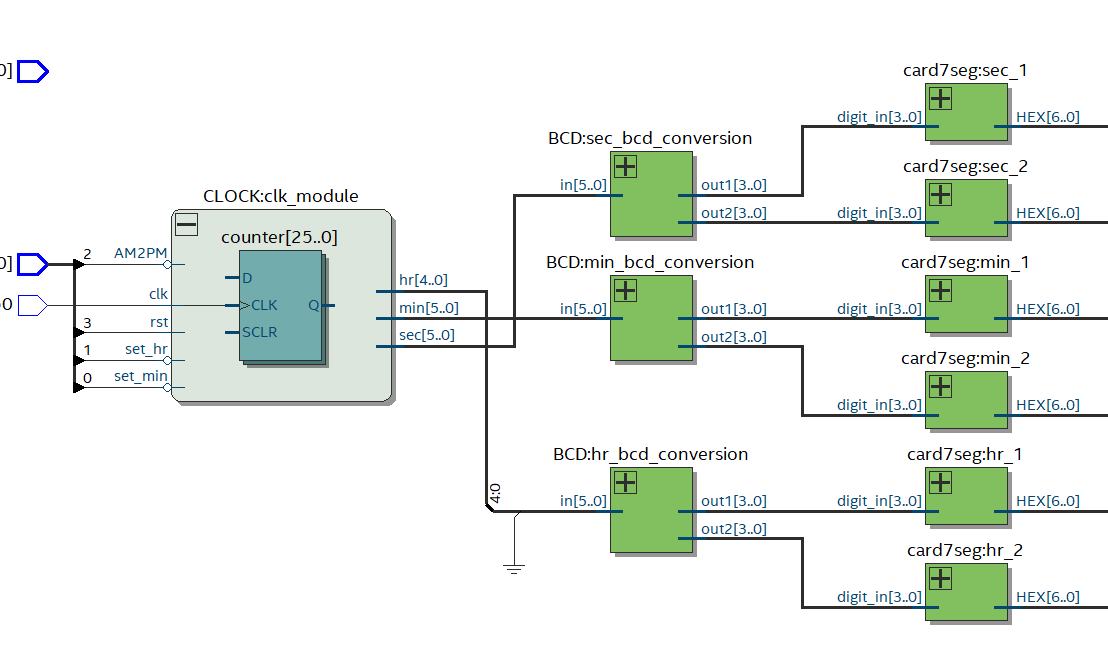 0]
CLOCK:clk_module
counter[25..0]
0]
2
AM2PM
0
clk
3
rst
1
set_hr
0
set_min
D
CLK
Q
SCLR
hr[4..0]
min[5..0]
sec[5..0]
4:0
BCD:sec_bcd_conversion
in[5..0]
out1[3..0]
out2[3..0]
BCD:min_bcd_conversion
in[5..0]
out1[3..0]
out2[3..0]
BCD:hr_bcd_conversion
in[5..0]
out1[3..0]
out2[3..0]
card7seg:sec_1
digit_in[3..0]
HEX[6..0]
card7seg:sec_2
digit_in[3..0]
HEX[6..0]
card7seg:min_1
digit_in[3..0]
HEX[6..0]
card7seg:min_2
digit_in[3..0]
HEX[6..0]
card7seg:hr_1
digit_in[3..0]
HEX[6..0]
card7seg:hr_2
digit_in[3..0]
HEX[6..0]